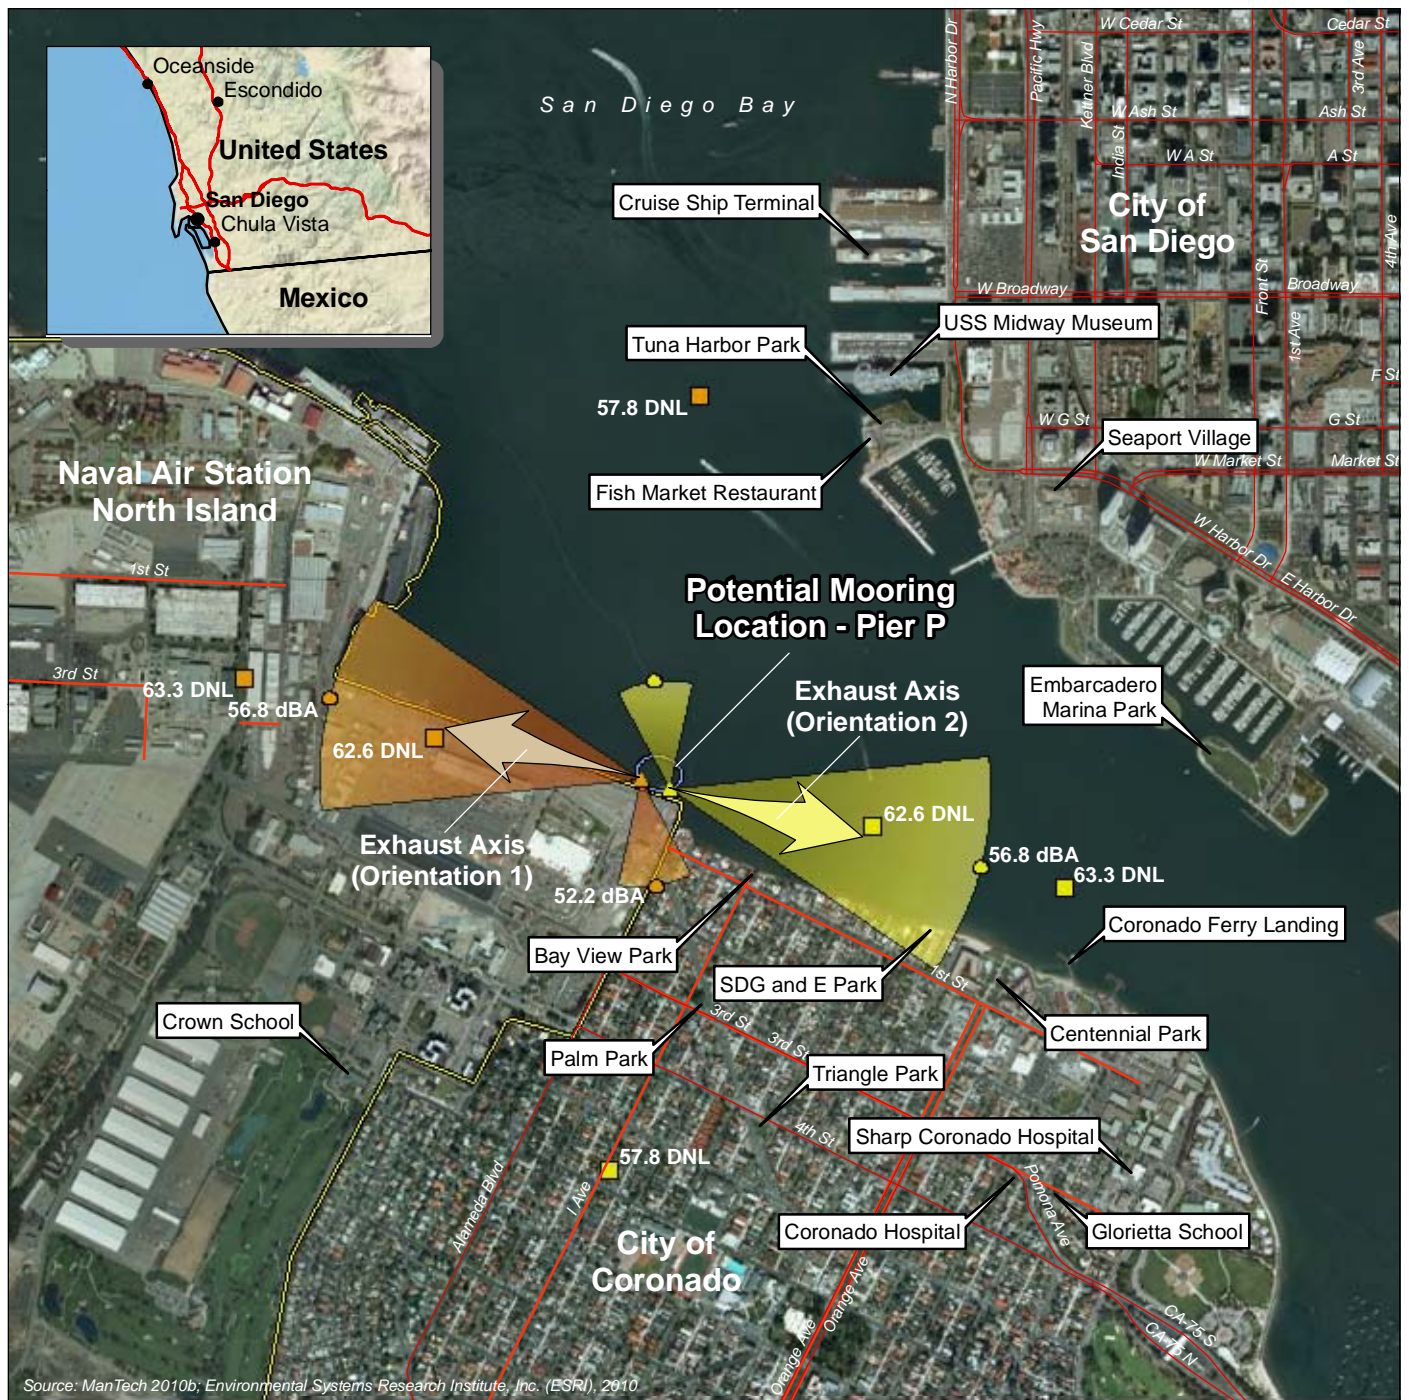 Oceanside
Escondido
United States
San Diego
Chula Vista
Mexico
San Diego Bay
N Harbor Dr
Pacific Hwy
Kettner Blvd
India St
W Cedar St
Cedar St
3rd Ave
W Ash St
Ash St
W A St
A St
City of
San Diego
4th Ave
Front St
1st Ave
W Broadway
Broadway
F St
W G St
G St
W Market St
Market St
W Harbor Dr
E Harbor Dr
Cruise Ship Terminal
USS Midway Museum
Tuna Harbor Park
57.8 DNL
Seaport Village
Fish Market Restaurant
Naval Air Station
North Island
1st St
3rd St
Potential Mooring
Location - Pier P
63.3 DNL
56.8 dBA
62.6 DNL
Exhaust Axis
(Orientation 2)
Embarcadero
Marina Park
62.6 DNL
Exhaust Axis
(Orientation 1)
52.2 dBA
56.8 dBA
63.3 DNL
Coronado Ferry Landing
Bay View Park
SDG and E Park
1st St
Crown School
Centennial Park
3rd St
3rd St
Palm Park
Triangle Park
4th St
Sharp Coronado Hospital
57.8 DNL
Alameda Blvd
I Ave
Pomona Ave
Coronado Hospital
Glorietta School
City of
Coronado
Orange Ave
Orange Ave
CA-75 S
CA-75 N
Source: ManTech 2010b; Environmental Systems Research Institute, Inc. (ESRI), 2010